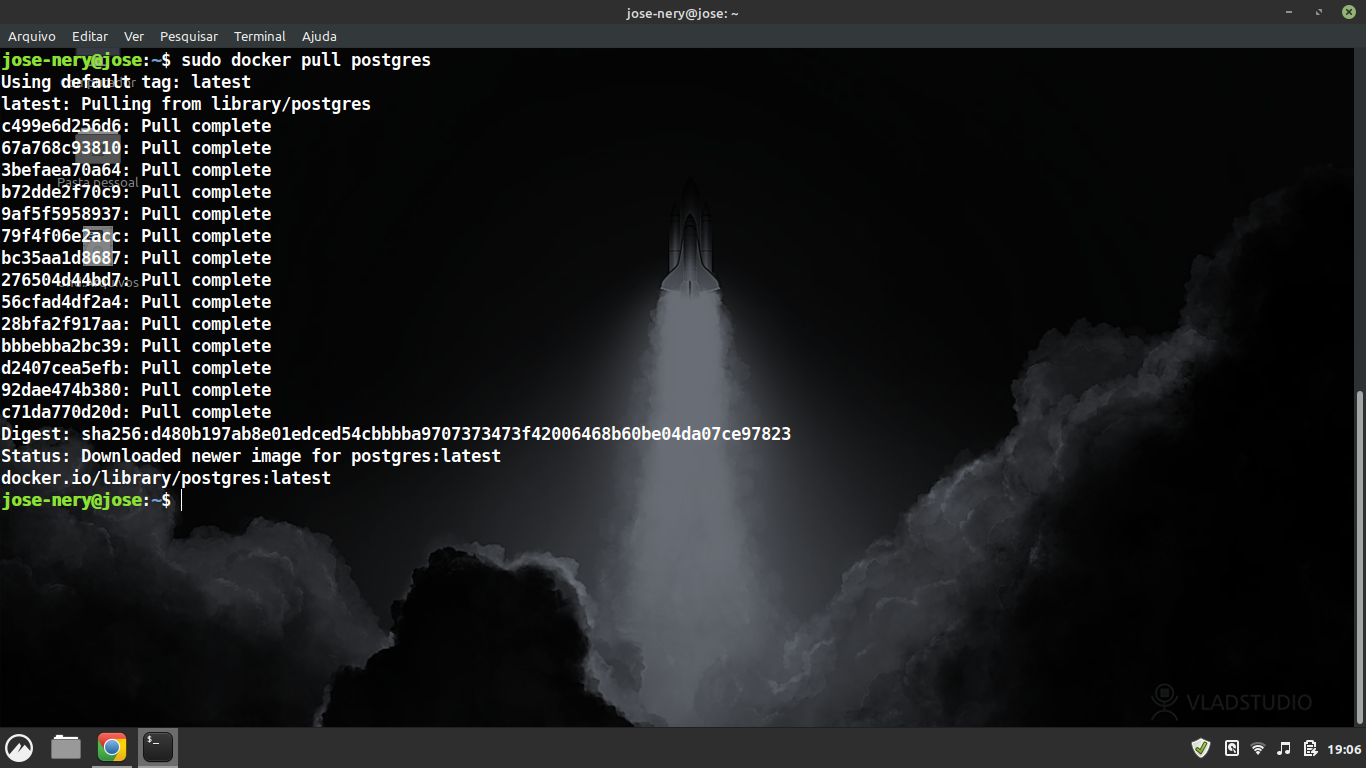 jose-nery@jose: ~
Arquivo Editar Ver Pesquisar Terminal Ajuda
jose-nery@jose:~$ sudo docker pull postgres
Using default tag: latest
latest: Pulling from library/postgres
c499e6d256d6: Pull complete
67a768c93810: Pull complete
3befaea70a64: Pull complete
Pasta pessoal
b72dde2f70c9: Pull complete
9af5f5958937: Pull complete
79f4f06e2acc: Pull complete
bc35aa1d8687: Pull complete
276504d44bd7: Pull complete
56cfad4df2a4: Pull complete
28bfa2f917aa: Pull complete
bbbebba2bc39: Pull complete
d2407cea5efb: Pull complete
92dae474b380: Pull complete
c71da770d20d: Pull complete
Digest: sha256:d480b197ab8e01edced54cbbbba9707373473f42006468b60be04da07ce97823
Status: Downloaded newer image for postgres:latest
docker.io/library/postgres:latest
jose-nery@jose:~$
VLADSTUDIO
19:06